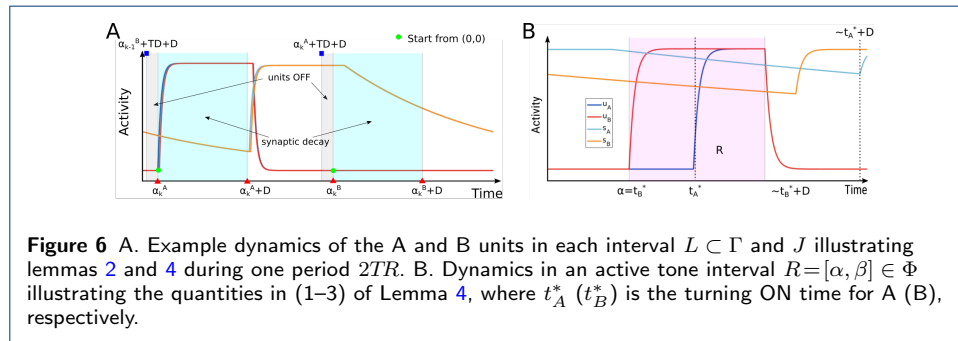 A
α_{k-1}^B+TD+D
α_k^A+TD+D
Start from (0,0)
units OFF
synaptic decay
Activity
α_k^A
α_k^A+D
α_k^B
α_k^B+D
Time
B
~t_A^*+D
Activity
u_A
u_B
s_A
s_B
R
α=t_B^*
t_A^*
~t_B^*+D
Time
Figure 6 A. Example dynamics of the A and B units in each interval L ⊂ Γ and J illustrating
lemmas 2 and 4 during one period 2TR. B. Dynamics in an active tone interval R=[α, β] ∈ Φ
illustrating the quantities in (1–3) of Lemma 4, where t_A^* (t_B^*) is the turning ON time for A (B),
respectively.